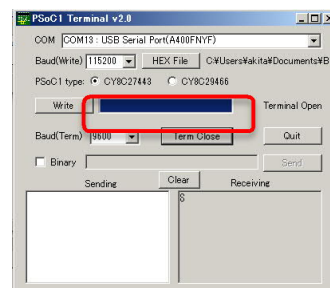 PSoC1 Terminal v2.0
COM COM13 : USB Serial Port(A400FNYF)
Baud(Write) 115200 HEX File C:¥Users¥akita¥Documents¥B
PSoC1 type: CY8C27443 CY8C29466
Write Terminal Open
Baud(Term) 9600 Term Close Quit
Binary Send
Sending Clear Receiving
S